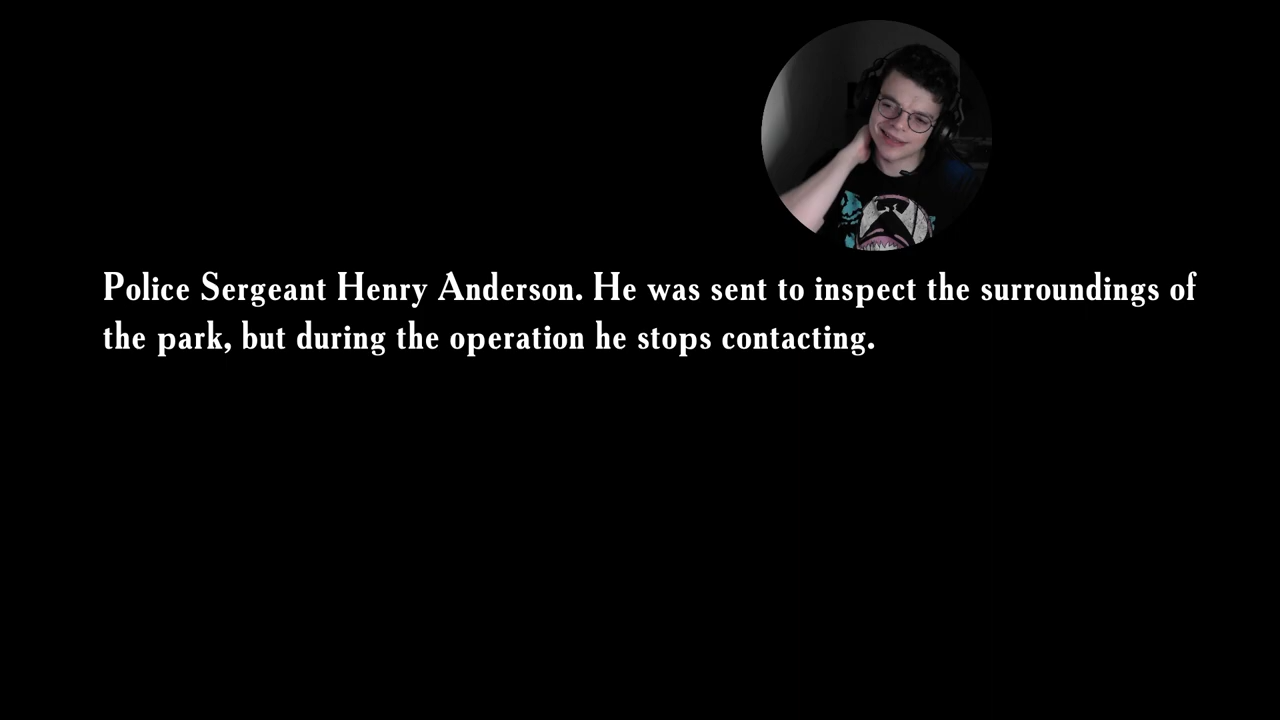 Police Sergeant Henry Anderson. He was sent to inspect the surroundings of
the park, but during the operation he stops contacting.